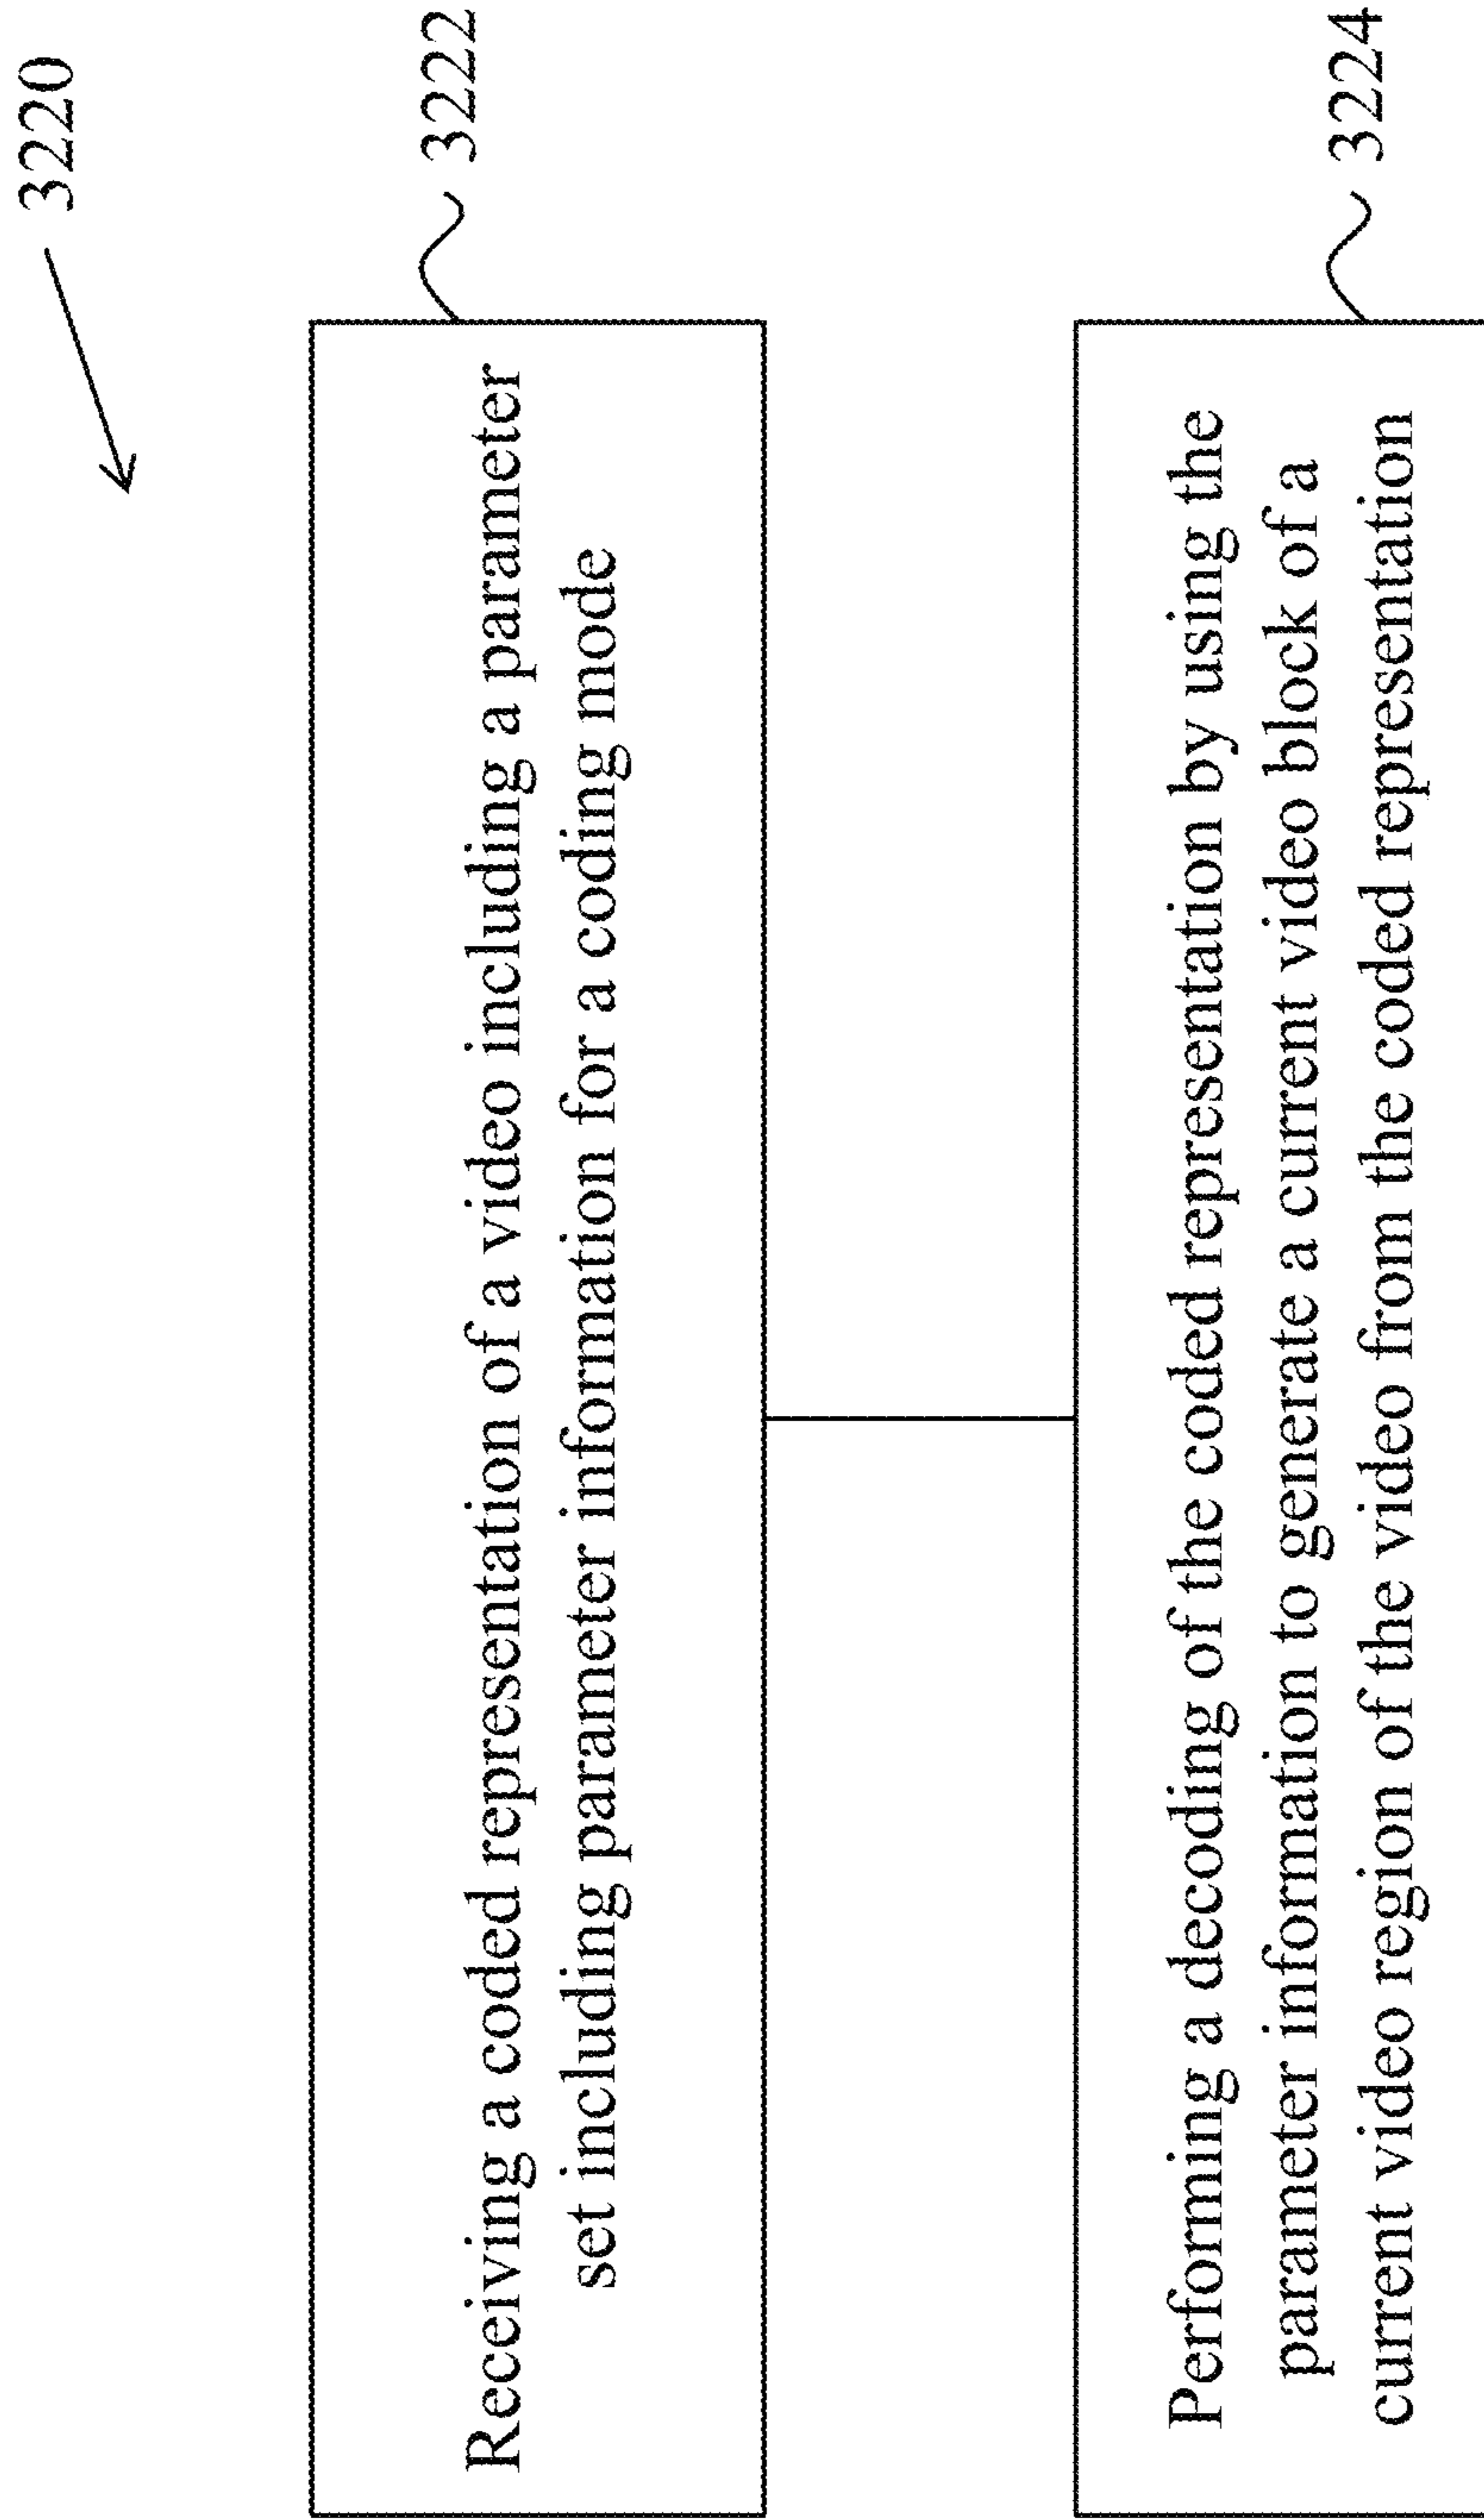 3220
Receiving a coded representation of a video including a parameter
set including parameter information for a coding mode
3222
Performing a decoding of the coded representation by using the
parameter information to generate a current video block of a
current video region of the video from the coded representation
3224